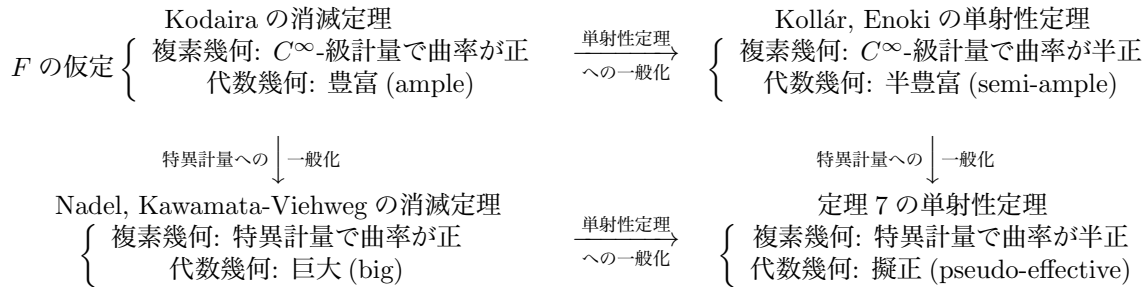 Kodaira の消滅定理
F の仮定 { 複素幾何: C∞-級計量で曲率が正
代数幾何: 豊富 (ample)
単射性定理
への一般化
Kollár, Enoki の単射性定理
{ 複素幾何: C∞-級計量で曲率が半正
代数幾何: 半豊富 (semi-ample)
特異計量への ↓ 一般化
特異計量への ↓ 一般化
Nadel, Kawamata-Viehweg の消滅定理
{ 複素幾何: 特異計量で曲率が正
代数幾何: 巨大 (big)
単射性定理
への一般化
定理 7 の単射性定理
{ 複素幾何: 特異計量で曲率が半正
代数幾何: 擬正 (pseudo-effective)